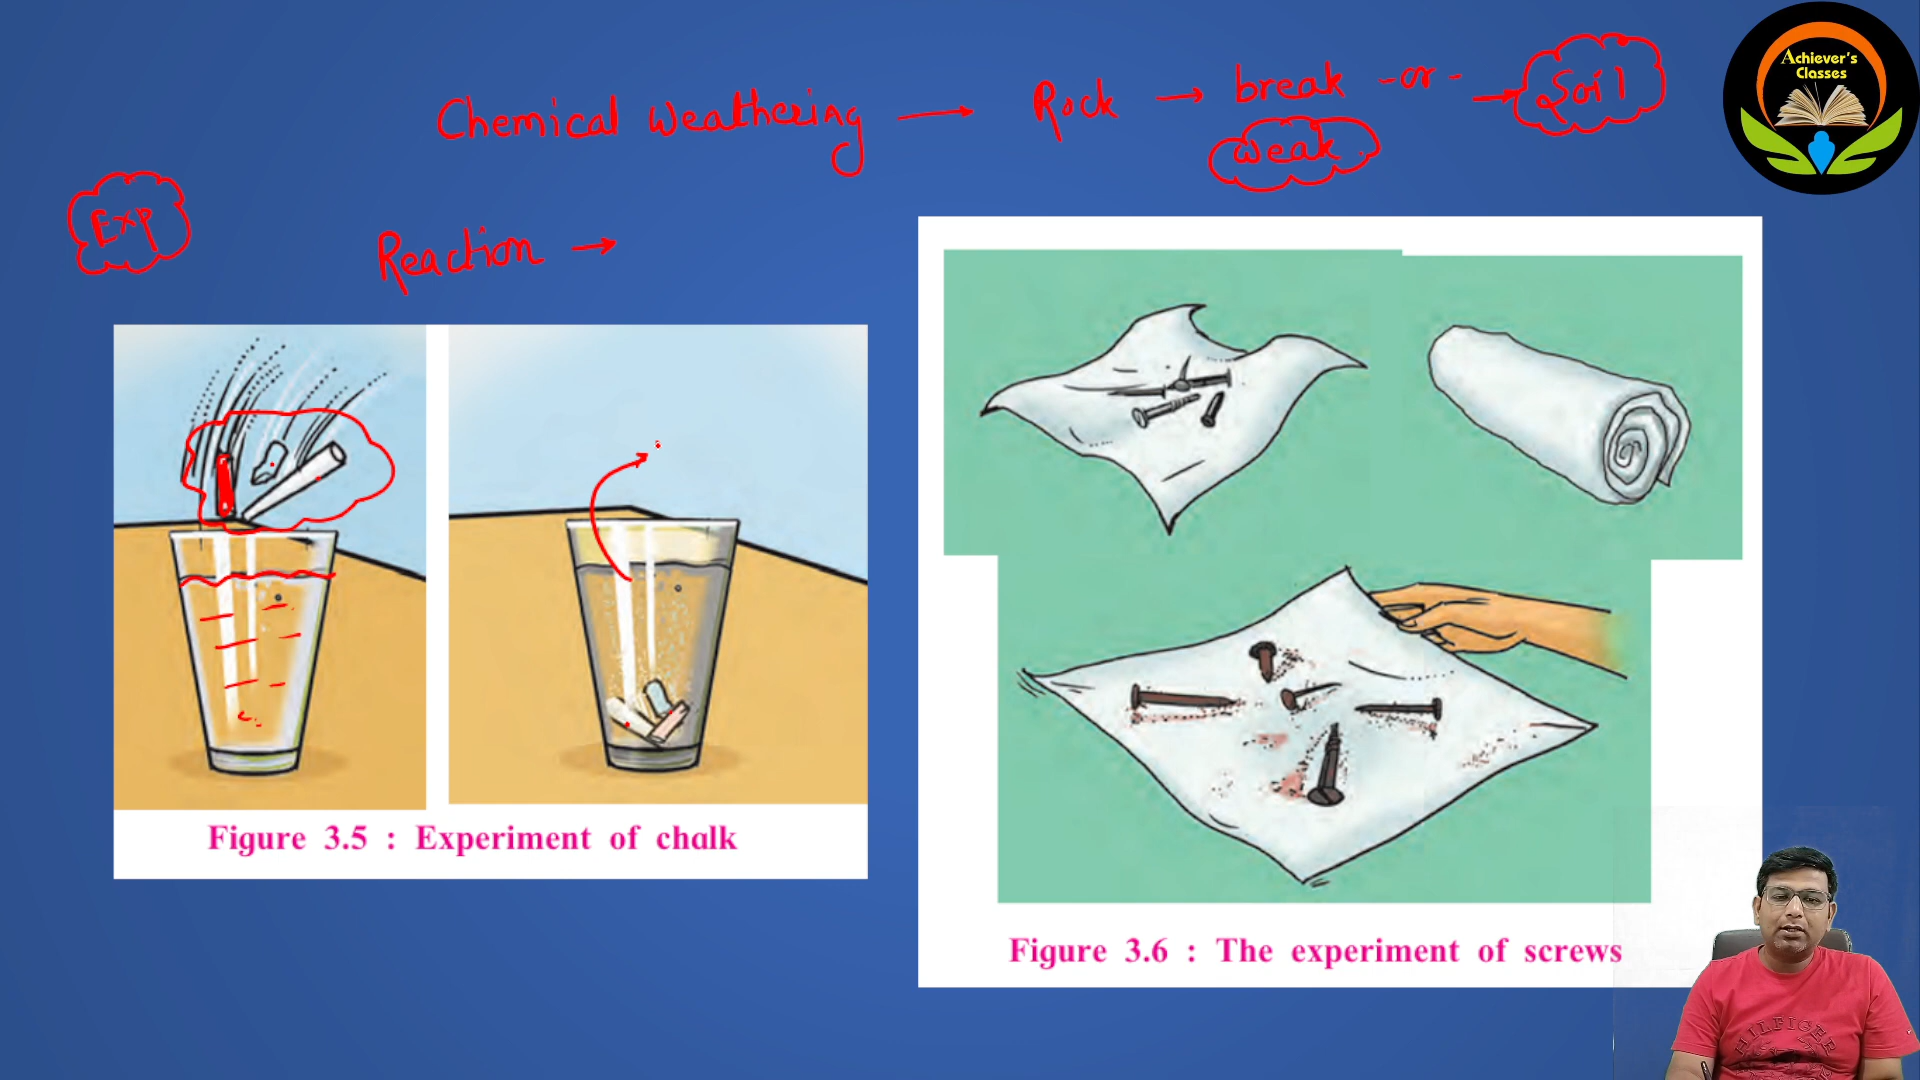 Chemical Weathering → Rock → break -or- → Soil
weak
Achiever's
Classes
Exp
Reaction →
Figure 3.5 : Experiment of chalk
Figure 3.6 : The experiment of screws
HILFIGER